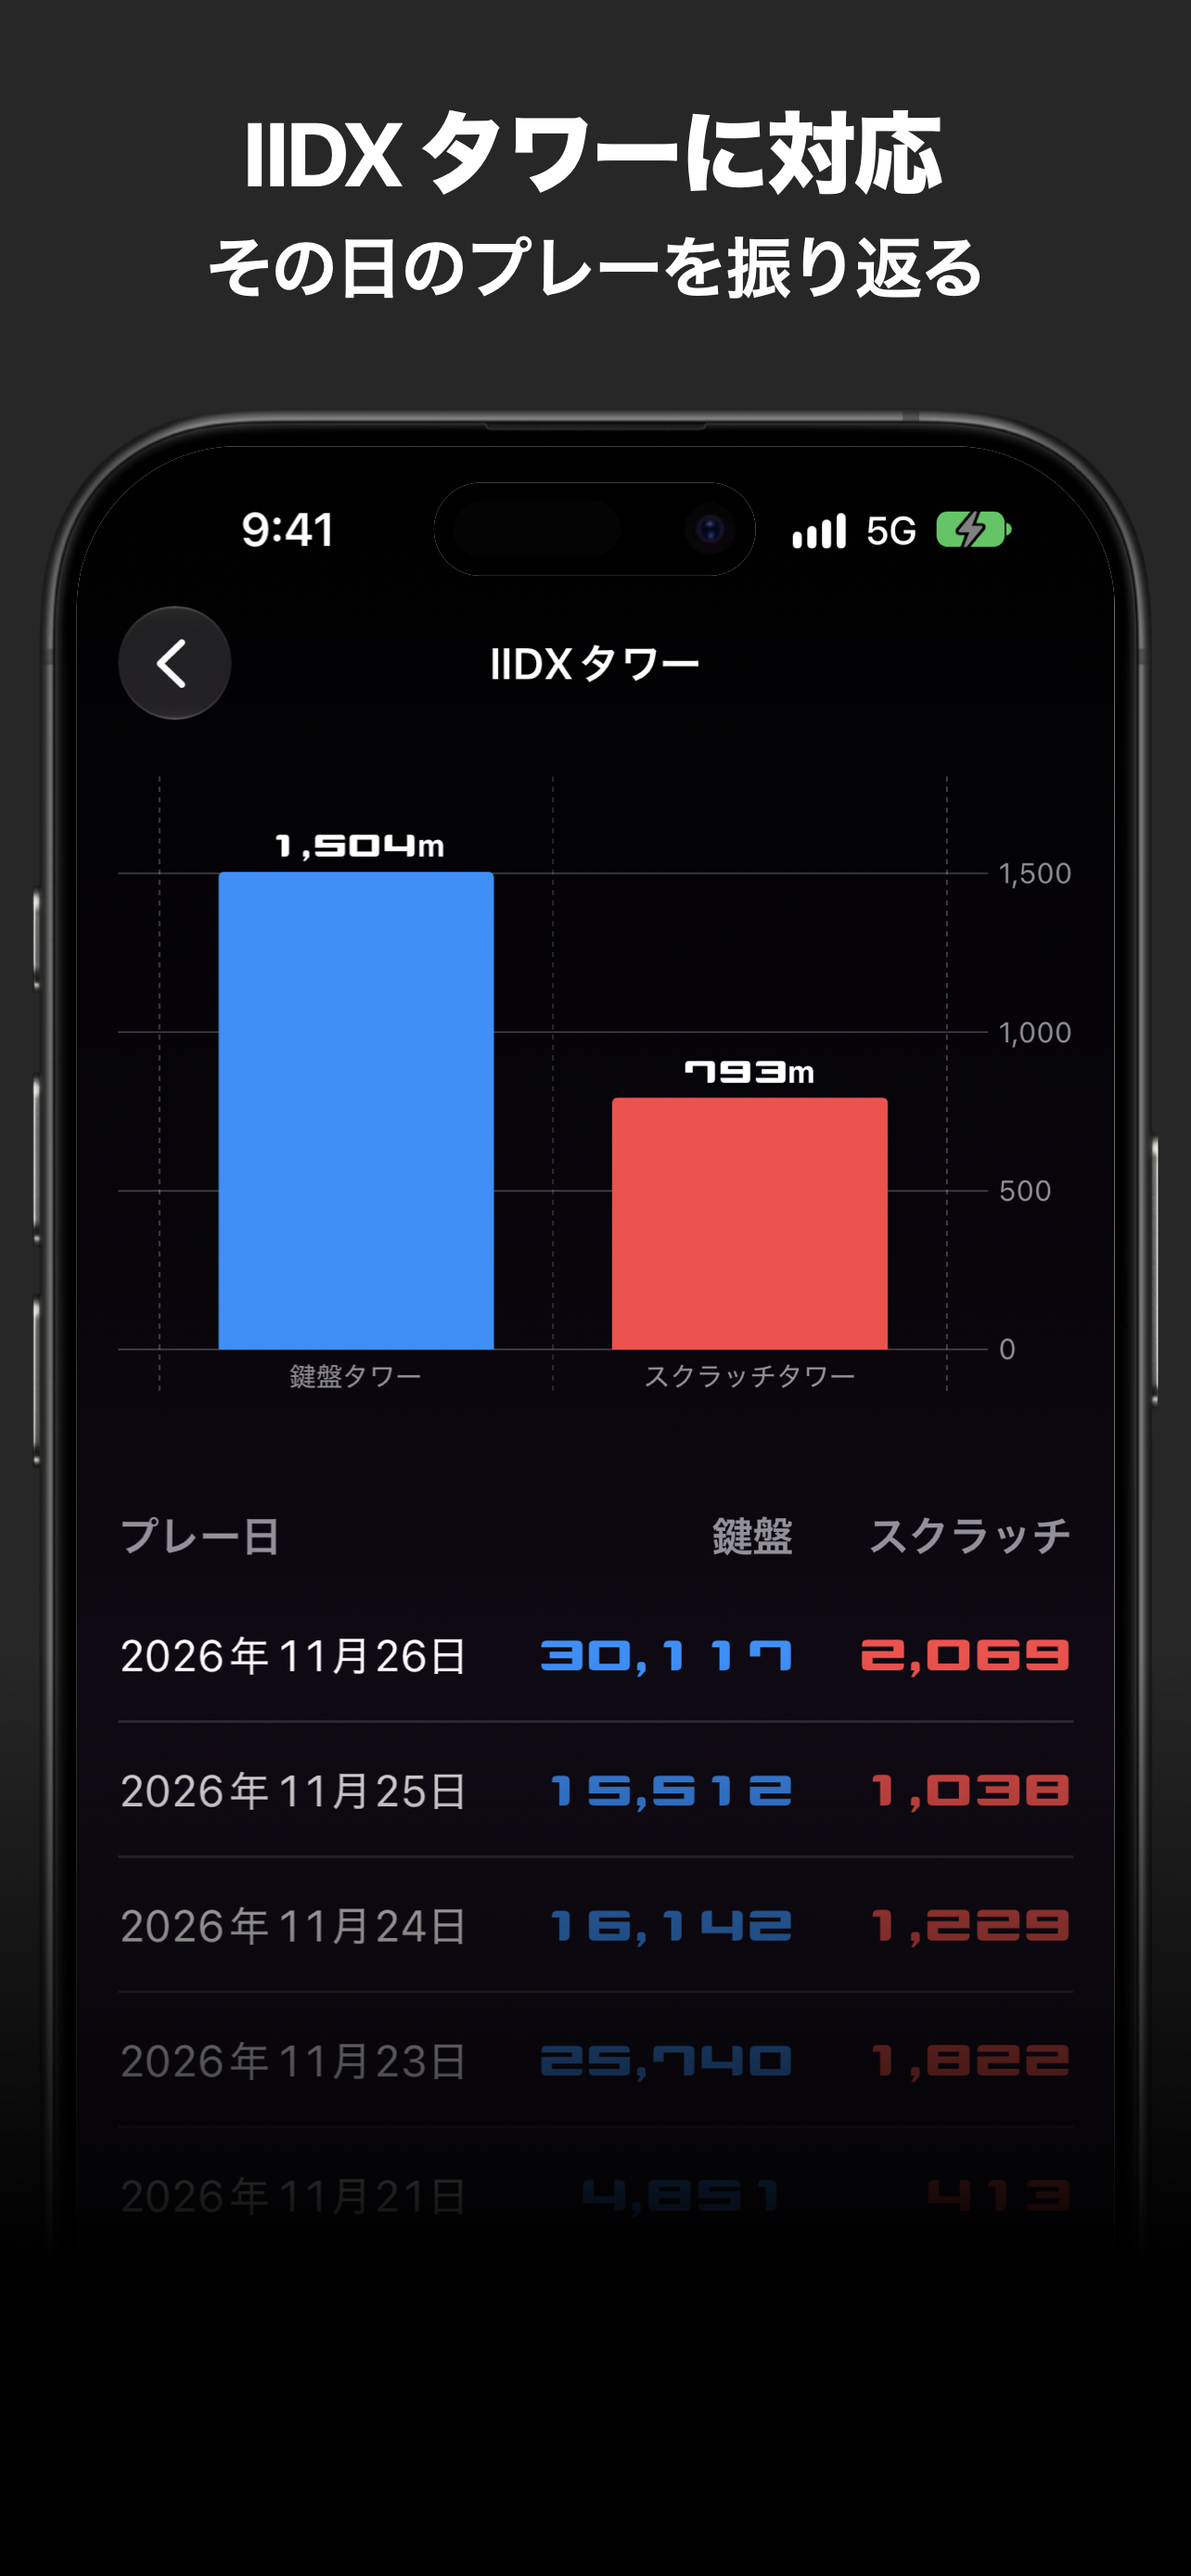 IIDX タワーに対応
その日のプレーを振り返る
9:41 5G
IIDX タワー
1,504m
1,500
1,000
793m
500
0
鍵盤タワー スクラッチタワー
プレー日 鍵盤 スクラッチ
2026年11月26日 30,117 2,069
2026年11月25日 15,512 1,038
2026年11月24日 16,142 1,229
2026年11月23日 25,740 1,822
2026年11月21日 4,851 413